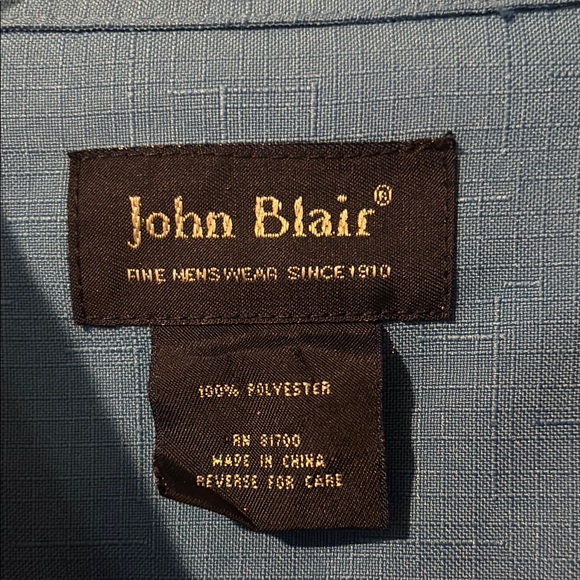 John Blair®
FINE MENSWEAR SINCE 1910
100% POLYESTER
RN 81700
MADE IN CHINA
REVERSE FOR CARE